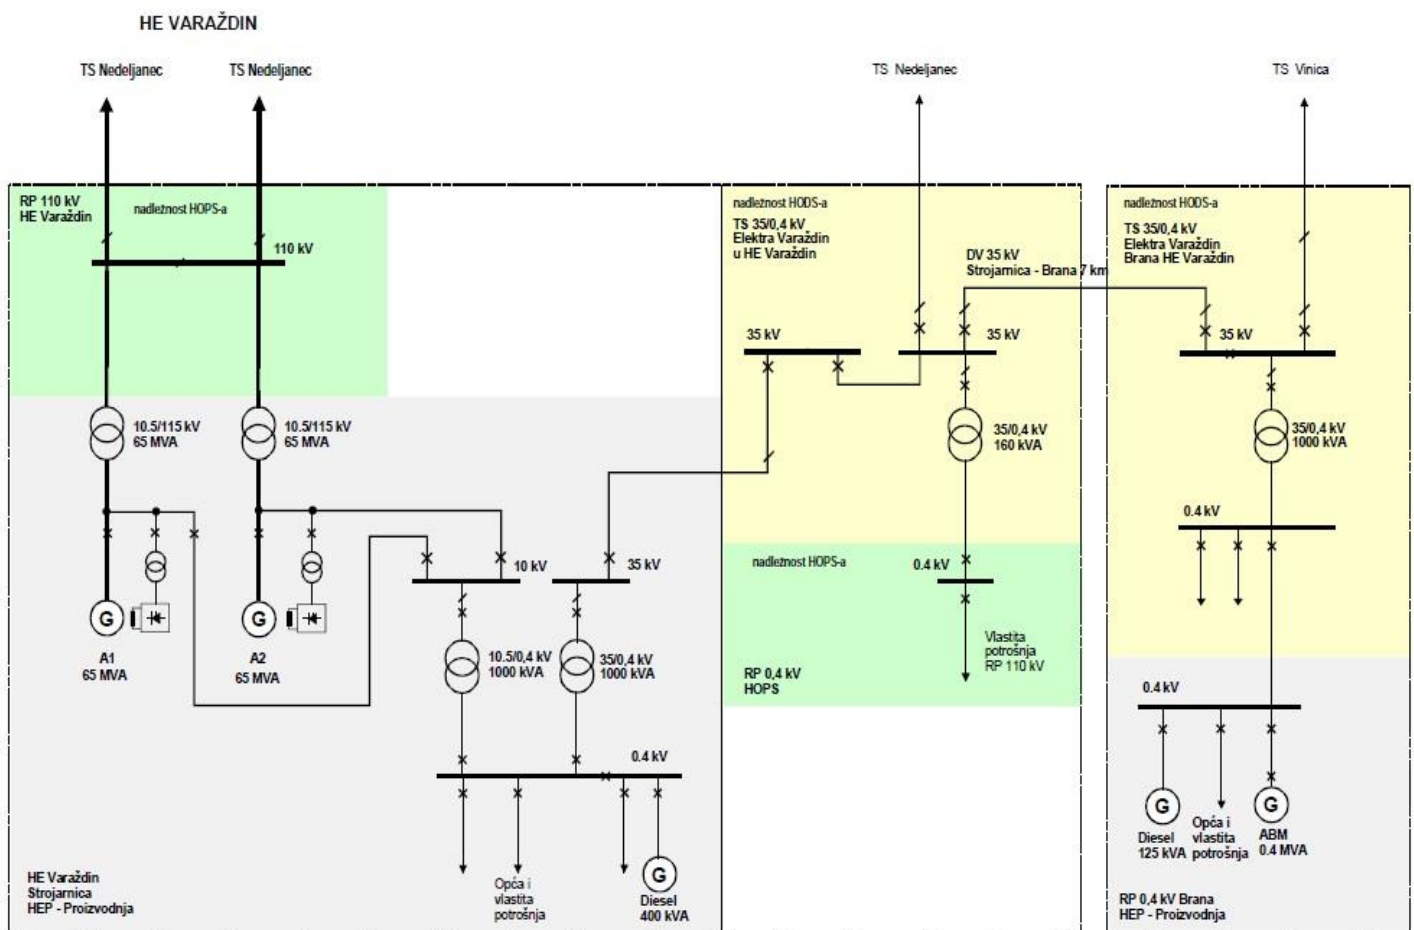 HE VARAŽDIN
TS Nedeljanec
TS Nedeljanec
TS Nedeljanec
TS Vinica
RP 110 kV
HE Varaždin
nadležnost HOPS-a
110 kV
10.5/115 kV
65 MVA
10.5/115 kV
65 MVA
nadležnost HODS-a
TS 35/0,4 kV
Elektra Varaždin
u HE Varaždin
DV 35 kV
Strojarnica - Brana 7 km
35 kV
35 kV
35/0,4 kV
160 kVA
nadležnost HODS-a
TS 35/0,4 kV
Elektra Varaždin
Brana HE Varaždin
35 kV
35/0,4 kV
1000 kVA
0.4 kV
10 kV
35 kV
G
A1
65 MVA
G
A2
65 MVA
10.5/0,4 kV
1000 kVA
35/0,4 kV
1000 kVA
nadležnost HOPS-a
0.4 kV
Vlastita
potrošnja
RP 110 kV
RP 0,4 kV
HOPS
0.4 kV
0.4 kV
G
Diesel
125 kVA
Opća i
vlastita
potrošnja
G
ABM
0.4 MVA
Opća i
vlastita
potrošnja
G
Diesel
400 kVA
HE Varaždin
Strojarnica
HEP - Proizvodnja
RP 0,4 kV Brana
HEP - Proizvodnja